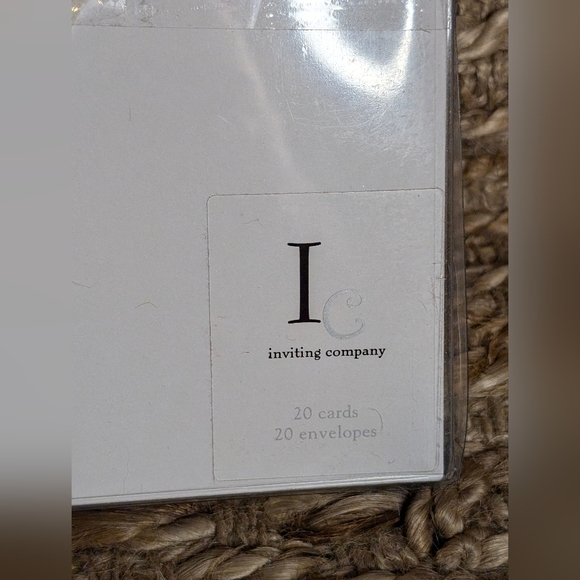 Ic
inviting company
20 cards
20 envelopes